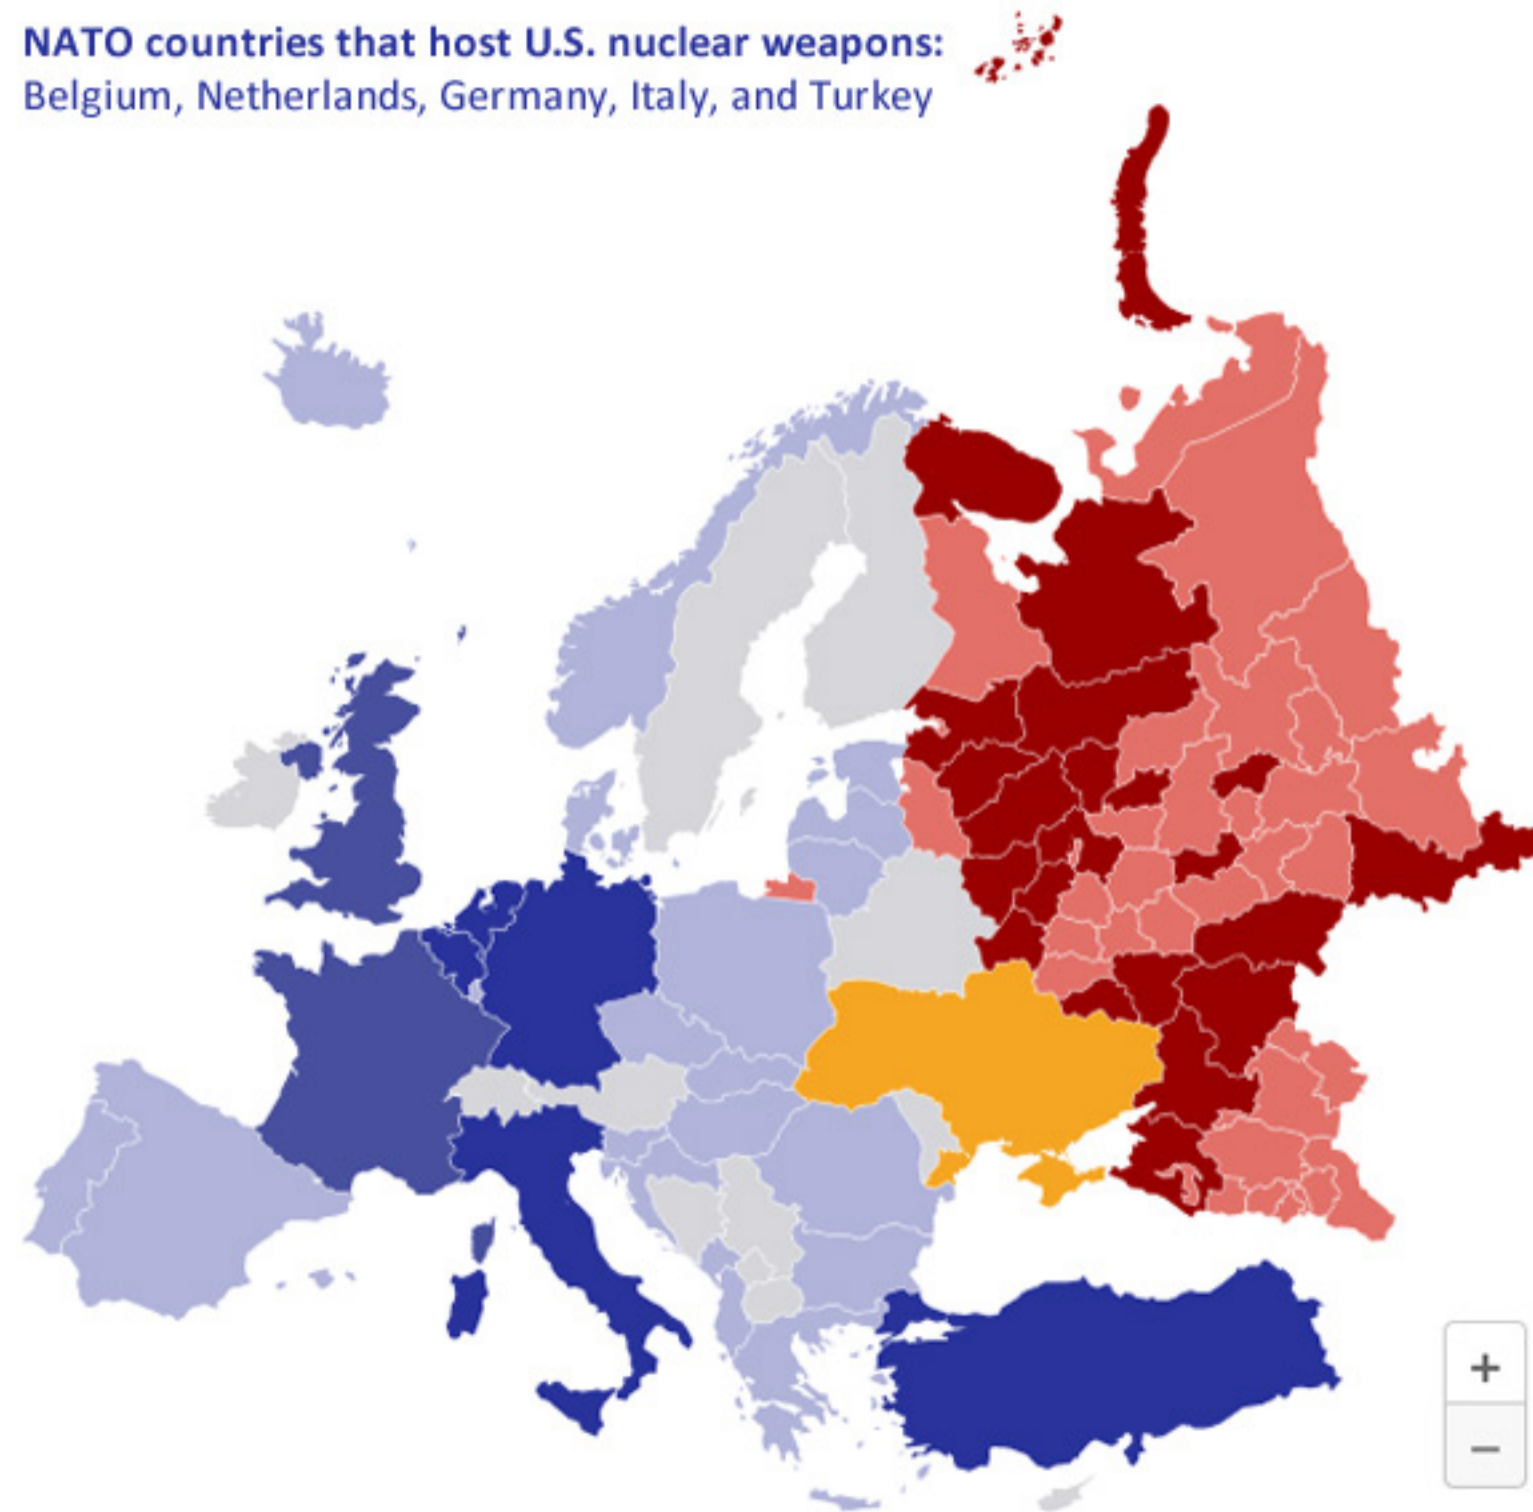 NATO countries that host U.S. nuclear weapons:
Belgium, Netherlands, Germany, Italy, and Turkey
+
−